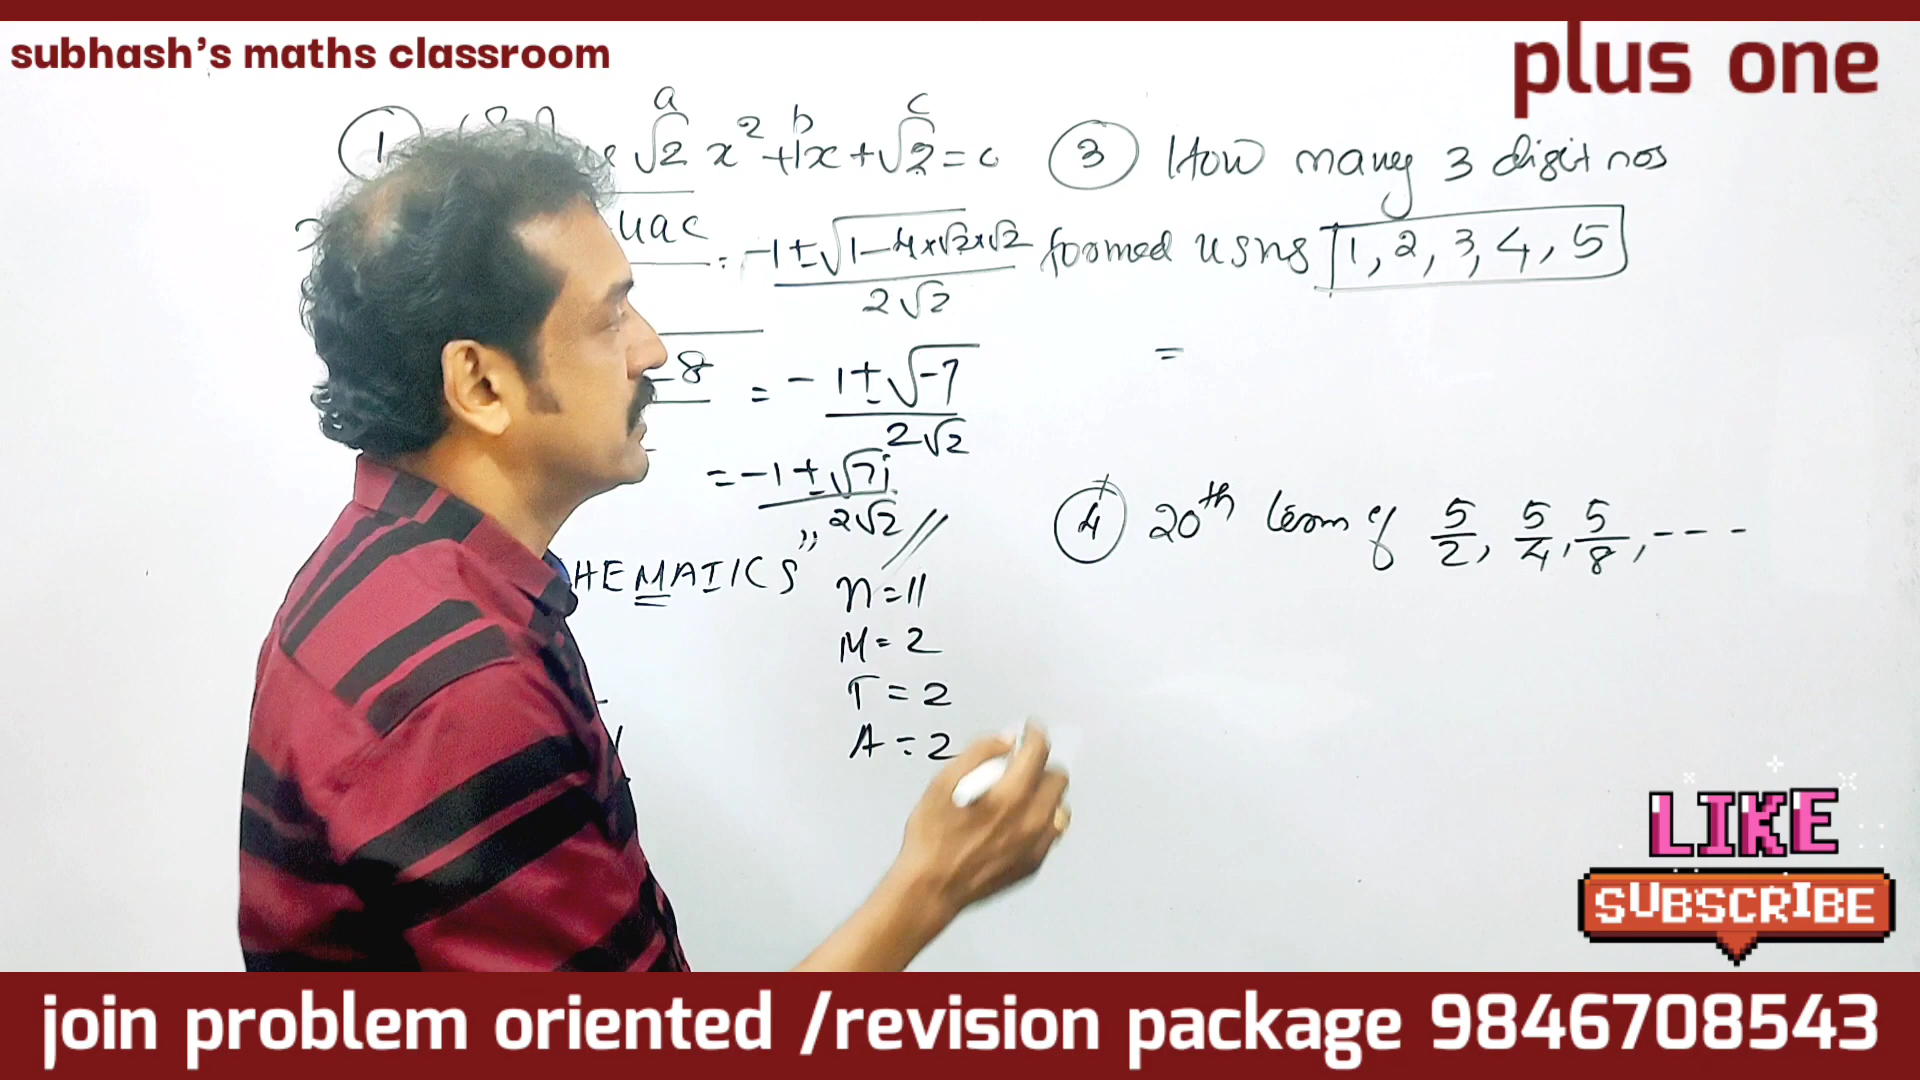 subhash's maths classroom
plus one
1
a b c
√2 x² + 1x + √2 = 0
4ac
= -1 ± √1 - 4×√2×√2
2√2
- 8
= -1 ± √-7
2√2
= -1 ± √7i
2√2
HEMATICS"
n = 11
M = 2
T = 2
A = 2
3 How many 3 digit nos
formed using 1, 2, 3, 4, 5
=
4 20th term of 5/2, 5/4, 5/8, ----
LIKE
SUBSCRIBE
join problem oriented /revision package 9846708543